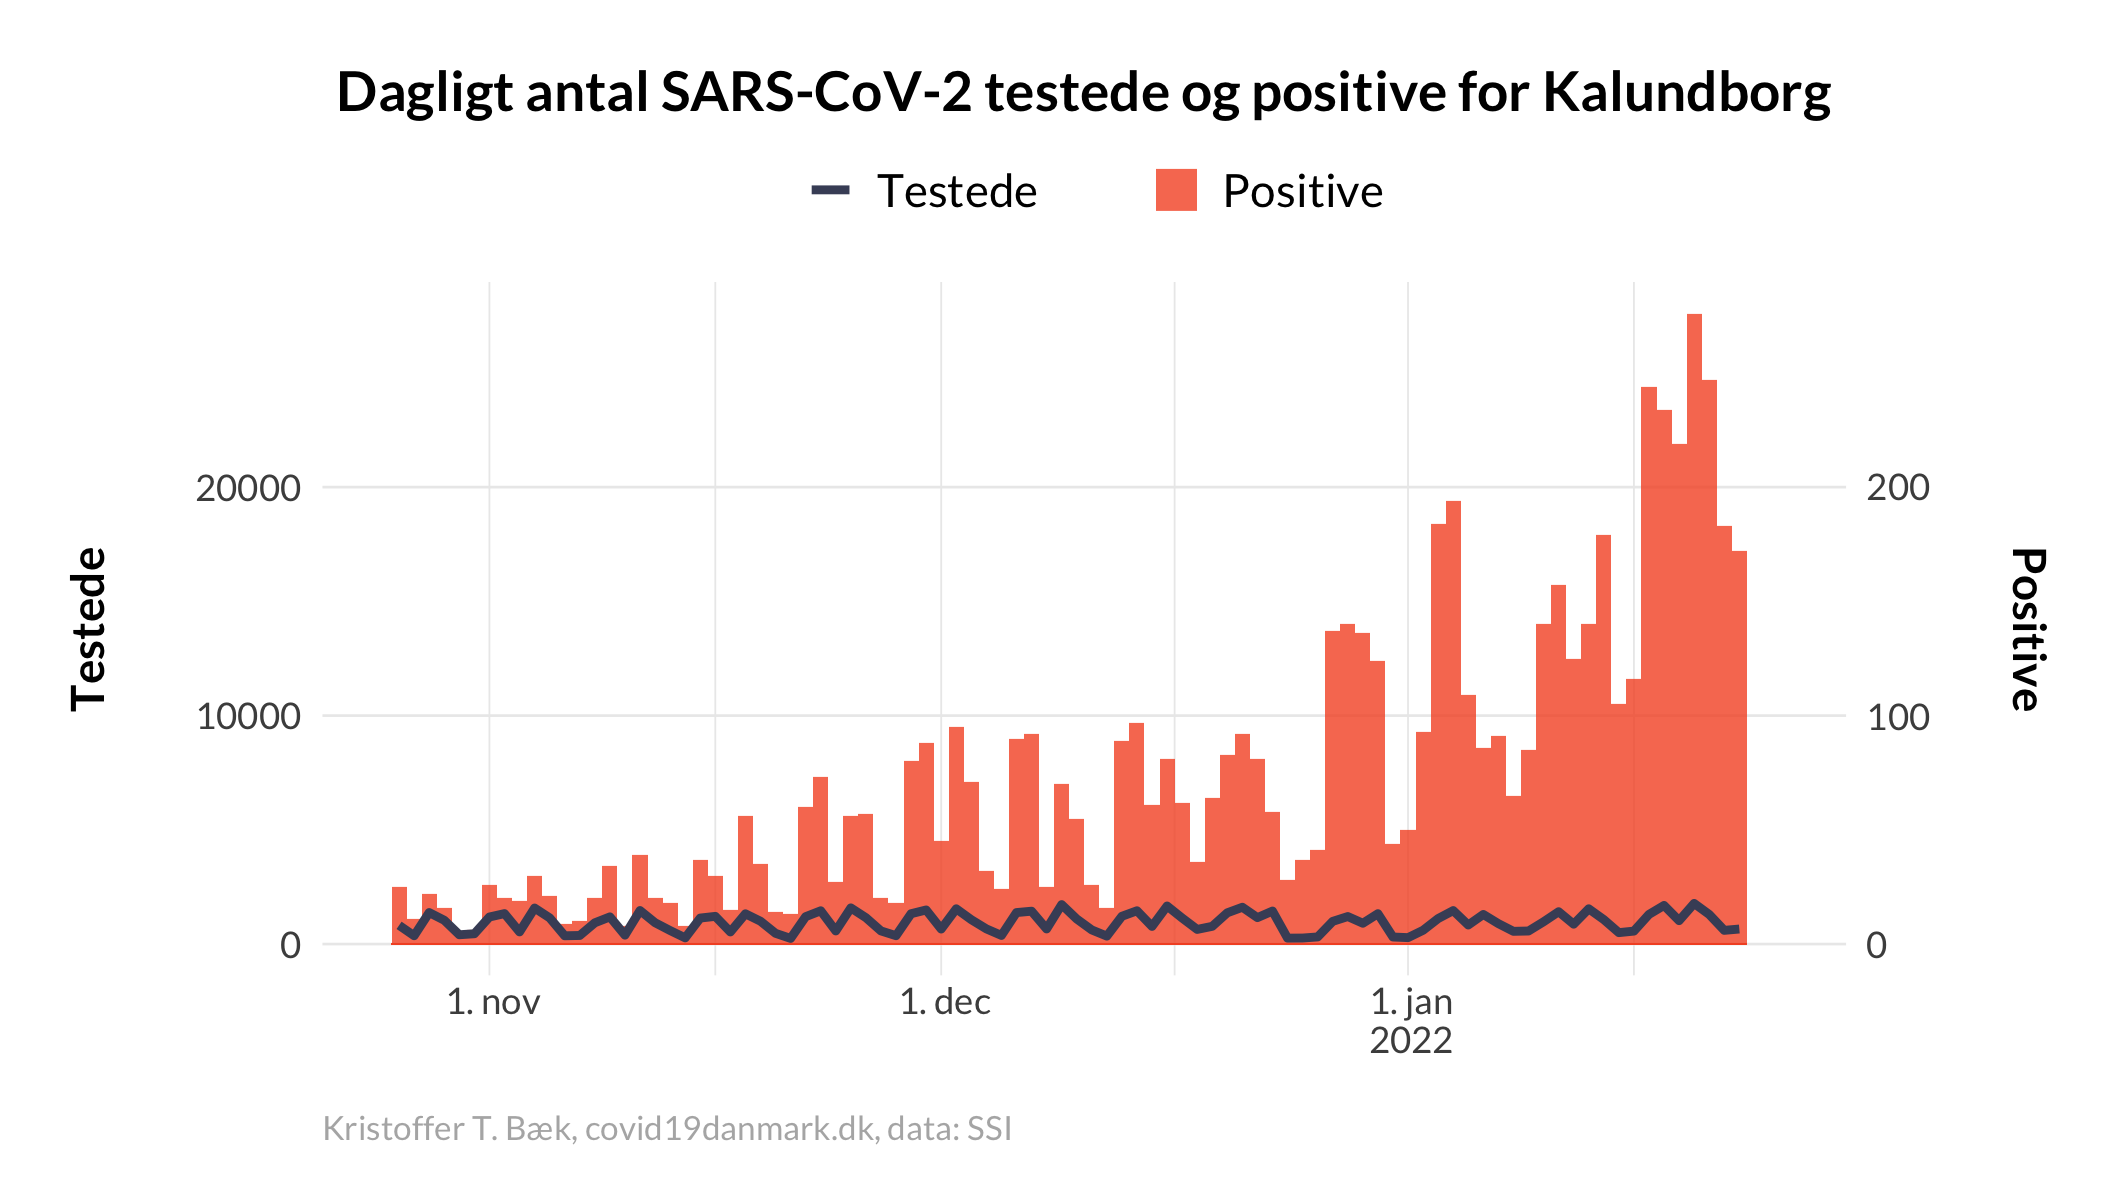 Dagligt antal SARS-CoV-2 testede og positive for Kalundborg
Testede
Positive
20000
10000
0
Testede
200
100
0
Positive
1. nov
1. dec
1. jan
2022
Kristoffer T. Bæk, covid19danmark.dk, data: SSI